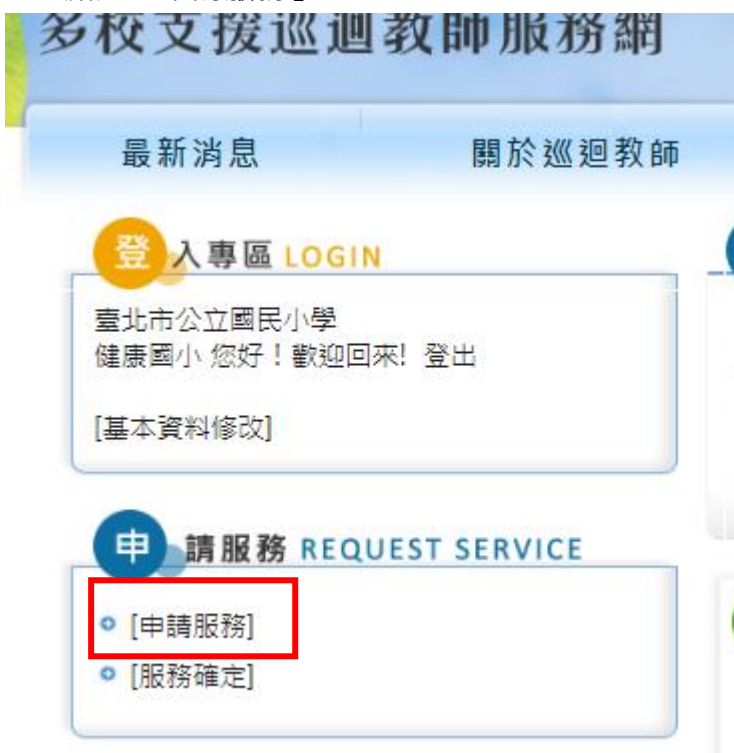 多校支援巡迴教師服務網
最新消息 關於巡迴教師
登入專區 LOGIN
臺北市公立國民小學
健康國小 您好！歡迎回來! 登出
[基本資料修改]
申請服務 REQUEST SERVICE
[申請服務]
[服務確定]